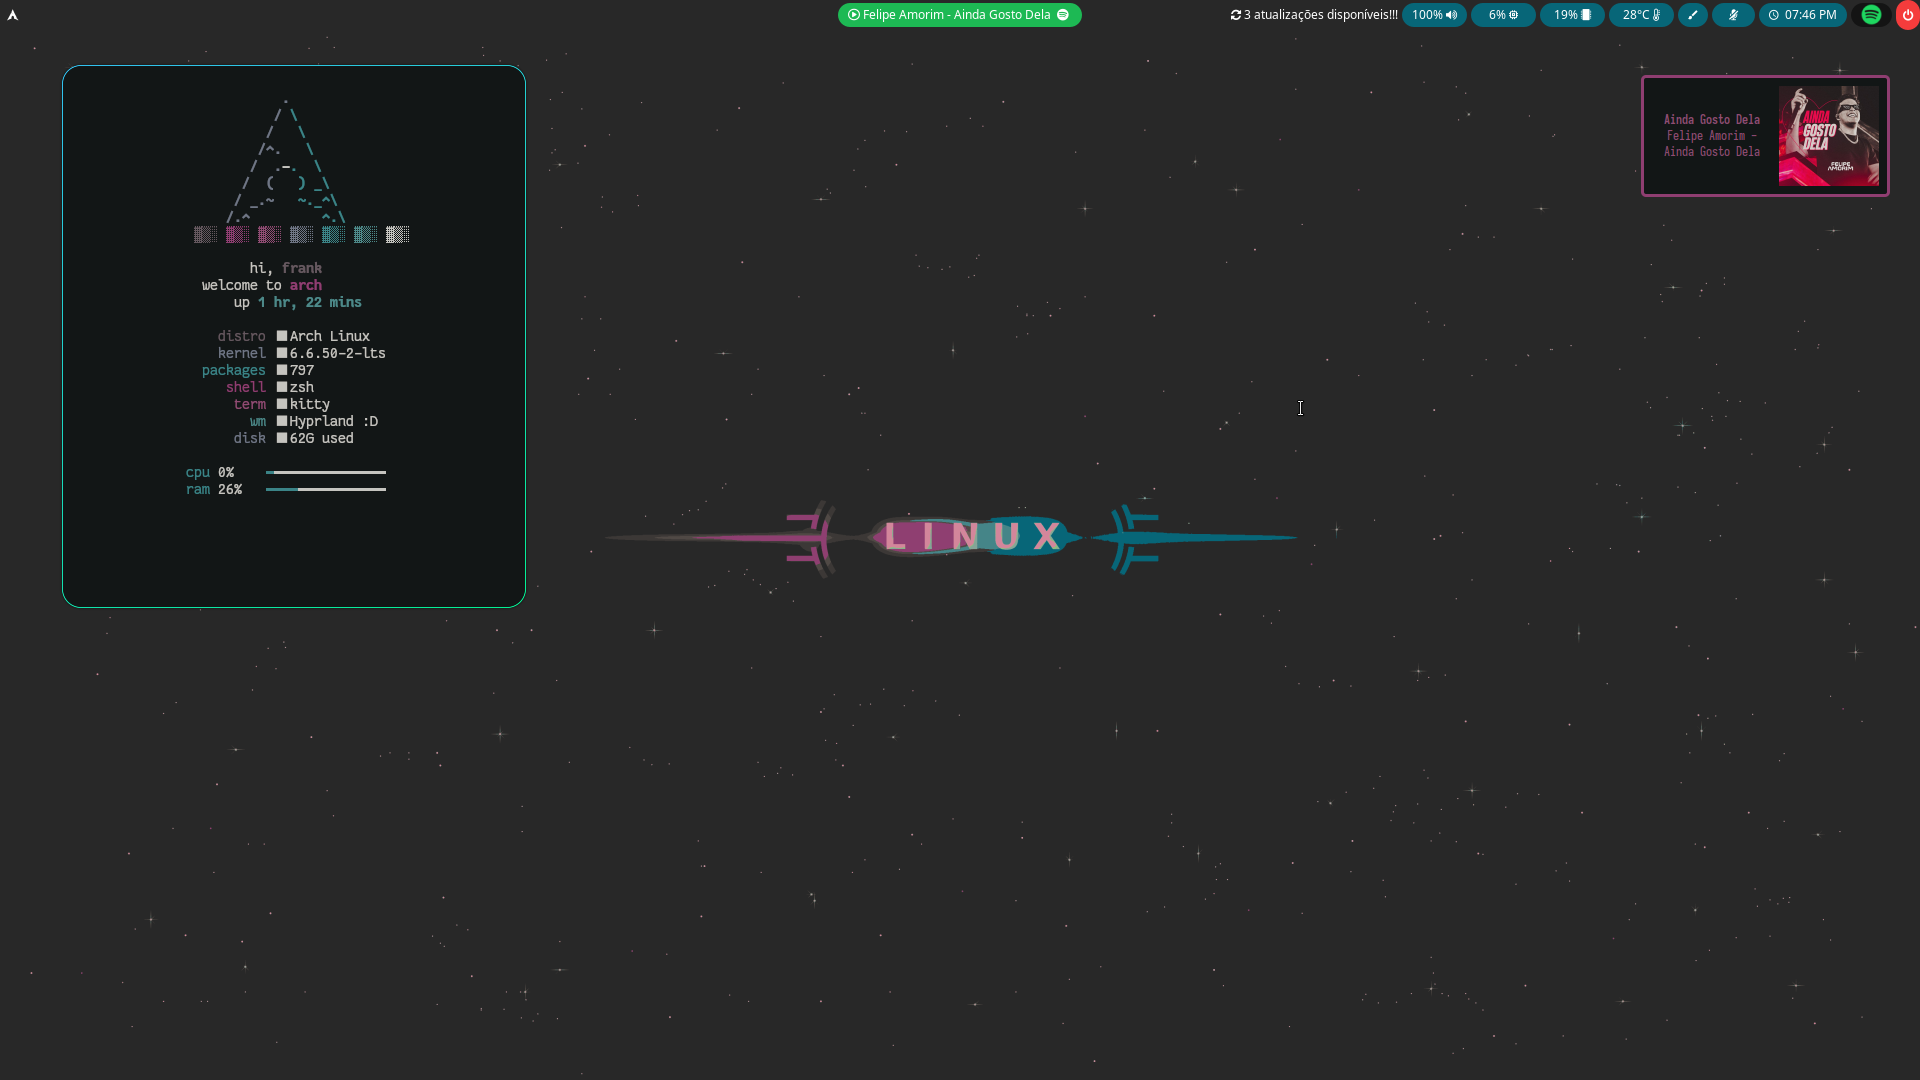 Felipe Amorim - Ainda Gosto Dela
3 atualizações disponíveis!!!
100%
6%
19%
28°C
07:46 PM
hi, frank
welcome to arch
up 1 hr, 22 mins
distro Arch Linux
kernel 6.6.50-2-lts
packages 797
shell zsh
term kitty
wm Hyprland :D
disk 62G used
cpu 0%
ram 26%
Ainda Gosto Dela
Felipe Amorim -
Ainda Gosto Dela
AINDA
GOSTO
DELA
FELIPE
AMORIM
LINUX